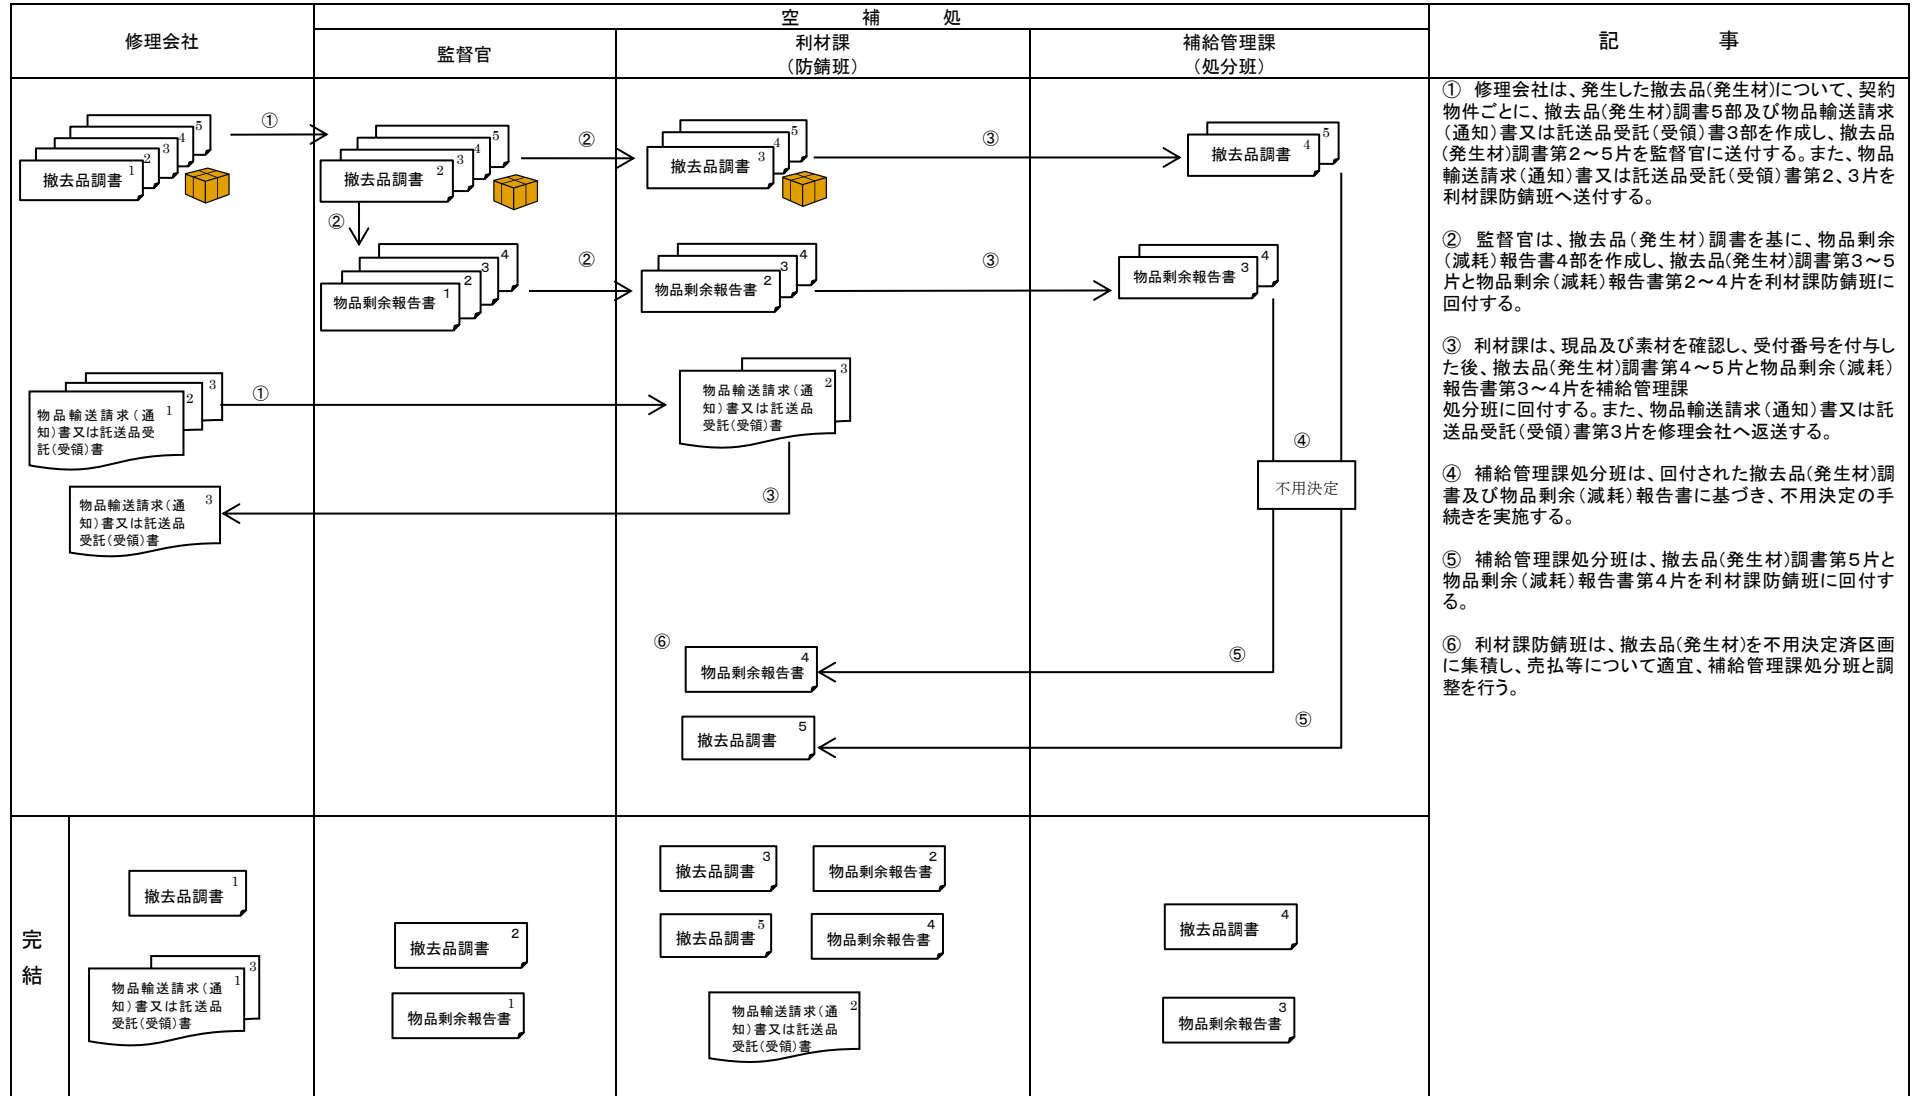 空　補　処
修理会社
監督官
利材課
（防錆班）
補給管理課
（処分班）
記　事
撤去品調書 1
2
3
4
5
①
撤去品調書 2
3
4
5
②
撤去品調書 3
4
5
③
撤去品調書 4
5
②
物品剰余報告書 1
2
3
4
②
物品剰余報告書 2
3
4
③
物品剰余報告書 3
4
物品輸送請求（通 1
知）書又は託送品受
託（受領）書
2
3
①
物品輸送請求（通 2
知）書又は託送品
受託（受領）書
3
④
不用決定
物品輸送請求（通 3
知）書又は託送品
受託（受領）書
③
⑥
物品剰余報告書 4
⑤
撤去品調書 5
⑤
完
結
撤去品調書 1
物品輸送請求（通 1
知）書又は託送品
受託（受領）書
3
撤去品調書 2
物品剰余報告書 1
撤去品調書 3
物品剰余報告書 2
撤去品調書 5
物品剰余報告書 4
物品輸送請求（通 2
知）書又は託送品
受託（受領）書
撤去品調書 4
物品剰余報告書 3
①　修理会社は、発生した撤去品（発生材）について、契約
物件ごとに、撤去品（発生材）調書５部及び物品輸送請求
（通知）書又は託送品受託（受領）書３部を作成し、撤去品
（発生材）調書第２～５片を監督官に送付する。また、物品
輸送請求（通知）書又は託送品受託（受領）書第２、３片を
利材課防錆班へ送付する。
②　監督官は、撤去品（発生材）調書を基に、物品剰余
（減耗）報告書４部を作成し、撤去品（発生材）調書第３～５
片と物品剰余（減耗）報告書第２～４片を利材課防錆班に
回付する。
③　利材課は、現品及び素材を確認し、受付番号を付与し
た後、撤去品（発生材）調書第４～５片と物品剰余（減耗）
報告書第３～４片を補給管理課
処分班に回付する。また、物品輸送請求（通知）書又は託
送品受託（受領）書第３片を修理会社へ返送する。
④　補給管理課処分班は、回付された撤去品（発生材）調
書及び物品剰余（減耗）報告書に基づき、不用決定の手
続きを実施する。
⑤　補給管理課処分班は、撤去品（発生材）調書第５片と
物品剰余（減耗）報告書第４片を利材課防錆班に回付す
る。
⑥　利材課防錆班は、撤去品（発生材）を不用決定済区画
に集積し、売払等について適宜、補給管理課処分班と調
整を行う。